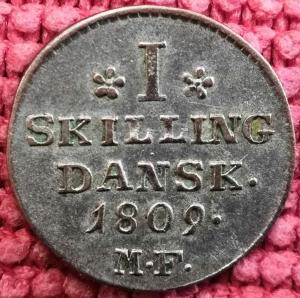 I
SKILLING
DANSK.
1809.
M.F.